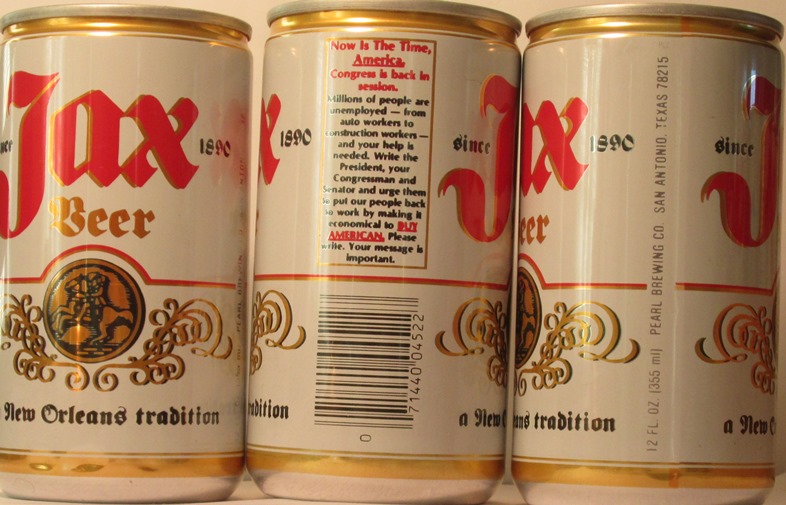 Jax
since
1890
Beer
New Orleans tradition
Now Is The Time,
America.
Congress is back in
session.
Millions of people are
unemployed — from
auto workers to
construction workers —
and your help is
needed. Write the
President, your
Congressman and
Senator and urge them
to put our people back
to work by making it
economical to BUY
AMERICAN. Please
write. Your message is
important.
x
1890
since
J
71440 04522
0
tradition
a New O
ax
1890
eer
12 FL. OZ. (355 ml) PEARL BREWING CO. SAN ANTONIO, TEXAS 78215
since
J
ans tradition
a New